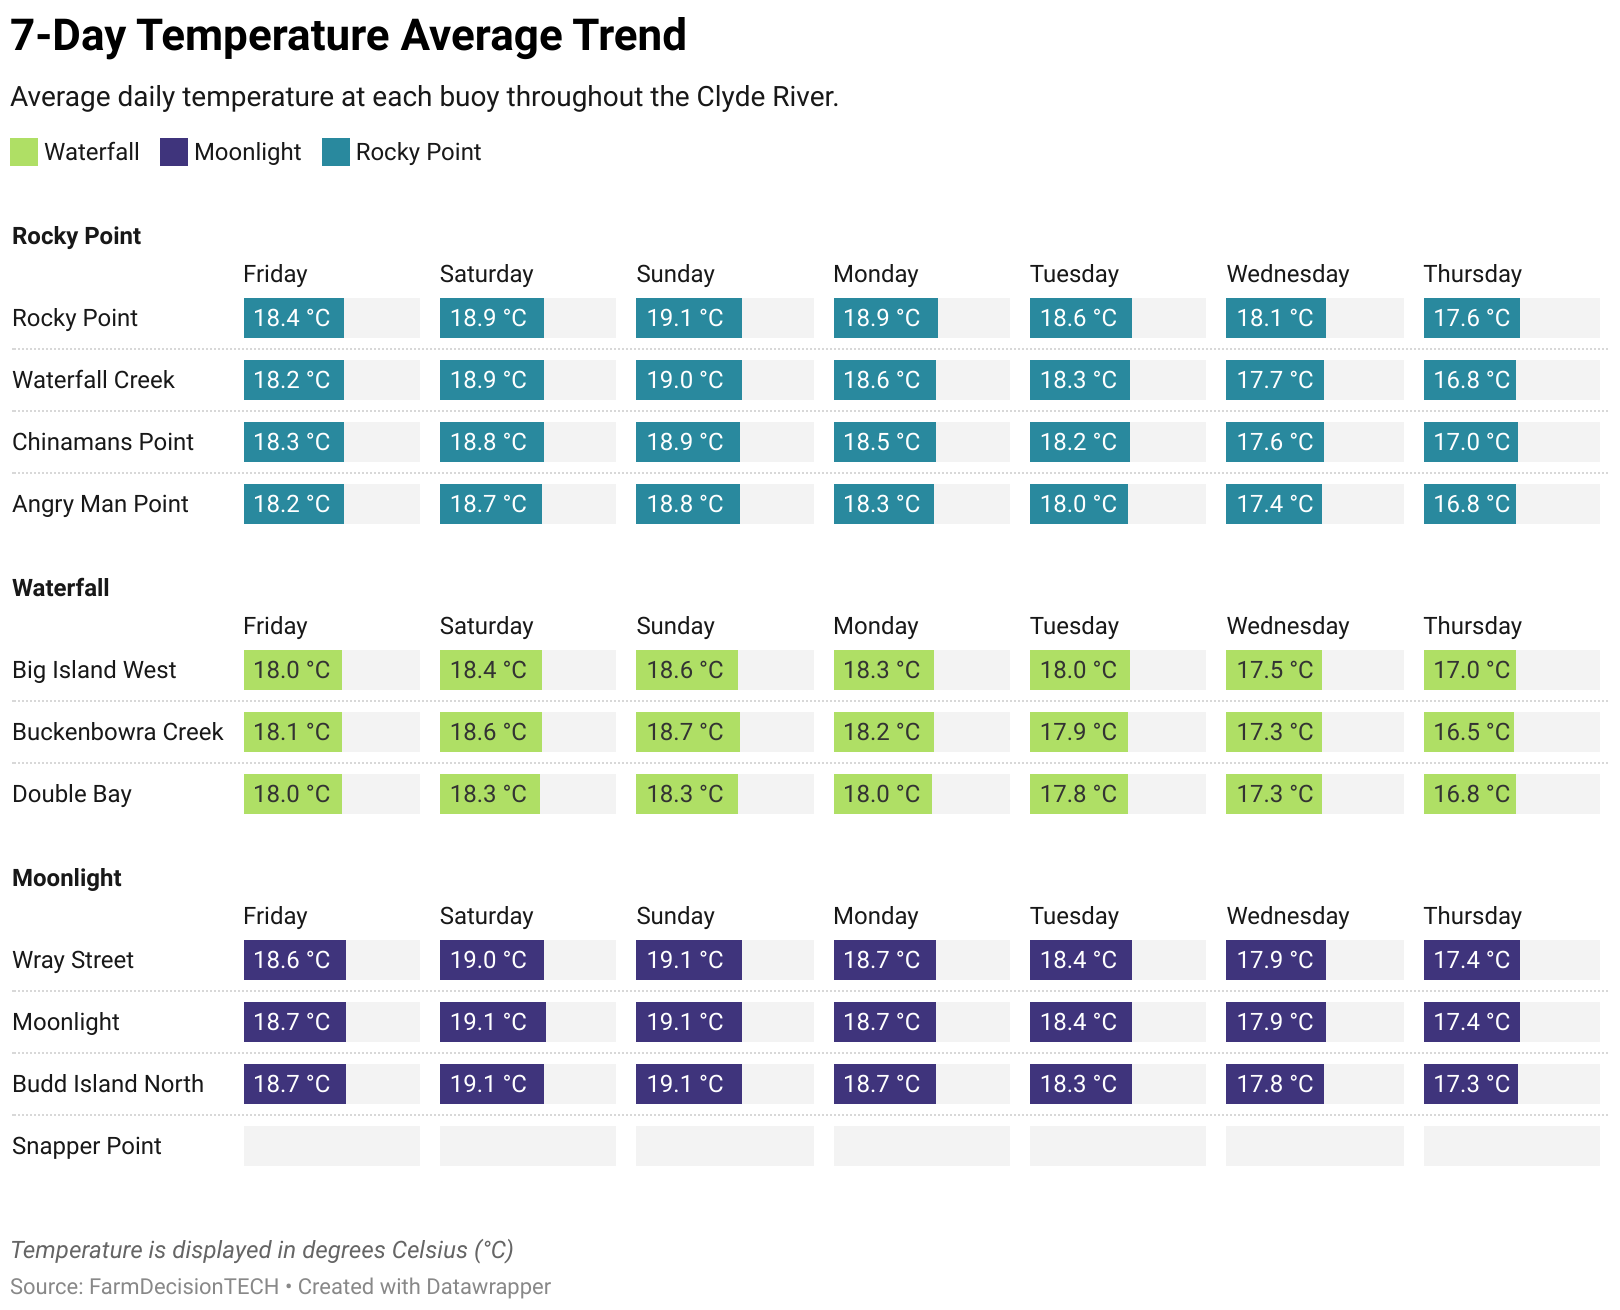 7-Day Temperature Average Trend
Average daily temperature at each buoy throughout the Clyde River.
Waterfall Moonlight Rocky Point
Rocky Point
Friday Saturday Sunday Monday Tuesday Wednesday Thursday
Rocky Point 18.4 °C 18.9 °C 19.1 °C 18.9 °C 18.6 °C 18.1 °C 17.6 °C
Waterfall Creek 18.2 °C 18.9 °C 19.0 °C 18.6 °C 18.3 °C 17.7 °C 16.8 °C
Chinamans Point 18.3 °C 18.8 °C 18.9 °C 18.5 °C 18.2 °C 17.6 °C 17.0 °C
Angry Man Point 18.2 °C 18.7 °C 18.8 °C 18.3 °C 18.0 °C 17.4 °C 16.8 °C
Waterfall
Friday Saturday Sunday Monday Tuesday Wednesday Thursday
Big Island West 18.0 °C 18.4 °C 18.6 °C 18.3 °C 18.0 °C 17.5 °C 17.0 °C
Buckenbowra Creek 18.1 °C 18.6 °C 18.7 °C 18.2 °C 17.9 °C 17.3 °C 16.5 °C
Double Bay 18.0 °C 18.3 °C 18.3 °C 18.0 °C 17.8 °C 17.3 °C 16.8 °C
Moonlight
Friday Saturday Sunday Monday Tuesday Wednesday Thursday
Wray Street 18.6 °C 19.0 °C 19.1 °C 18.7 °C 18.4 °C 17.9 °C 17.4 °C
Moonlight 18.7 °C 19.1 °C 19.1 °C 18.7 °C 18.4 °C 17.9 °C 17.4 °C
Budd Island North 18.7 °C 19.1 °C 19.1 °C 18.7 °C 18.3 °C 17.8 °C 17.3 °C
Snapper Point
Temperature is displayed in degrees Celsius (°C)
Source: FarmDecisionTECH • Created with Datawrapper